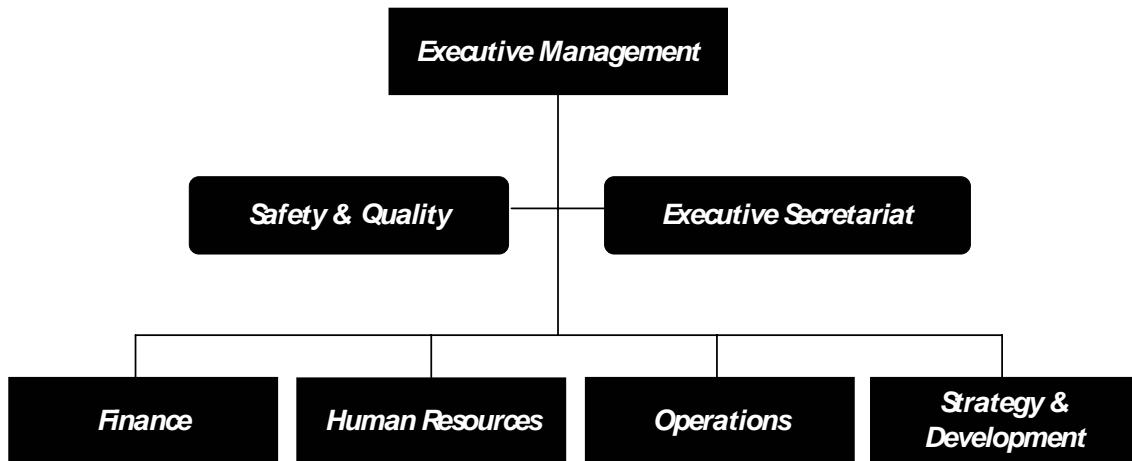 Executive Management
Safety & Quality
Executive Secretariat
Finance
Human Resources
Operations
Strategy &
Development